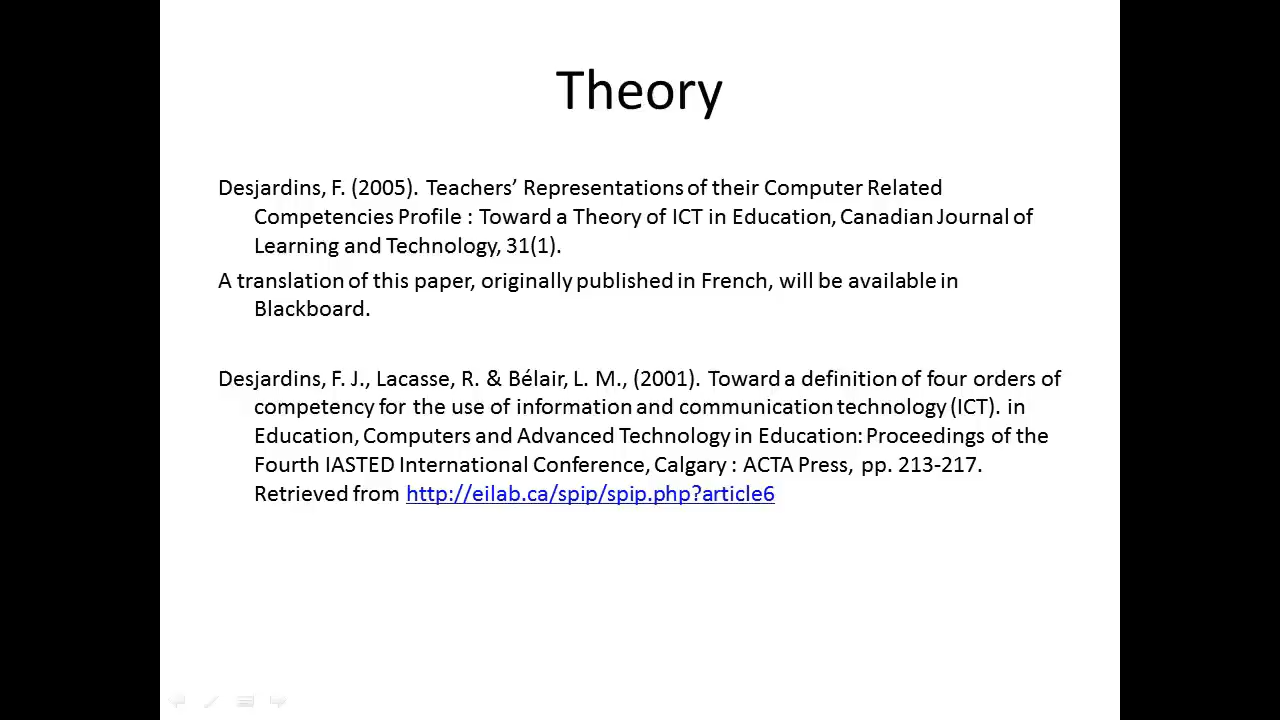 Theory
Desjardins, F. (2005). Teachers’ Representations of their Computer Related
Competencies Profile : Toward a Theory of ICT in Education, Canadian Journal of
Learning and Technology, 31(1).
A translation of this paper, originally published in French, will be available in
Blackboard.
Desjardins, F. J., Lacasse, R. & Bélair, L. M., (2001). Toward a definition of four orders of
competency for the use of information and communication technology (ICT). in
Education, Computers and Advanced Technology in Education: Proceedings of the
Fourth IASTED International Conference, Calgary : ACTA Press, pp. 213-217.
Retrieved from http://eilab.ca/spip/spip.php?article6